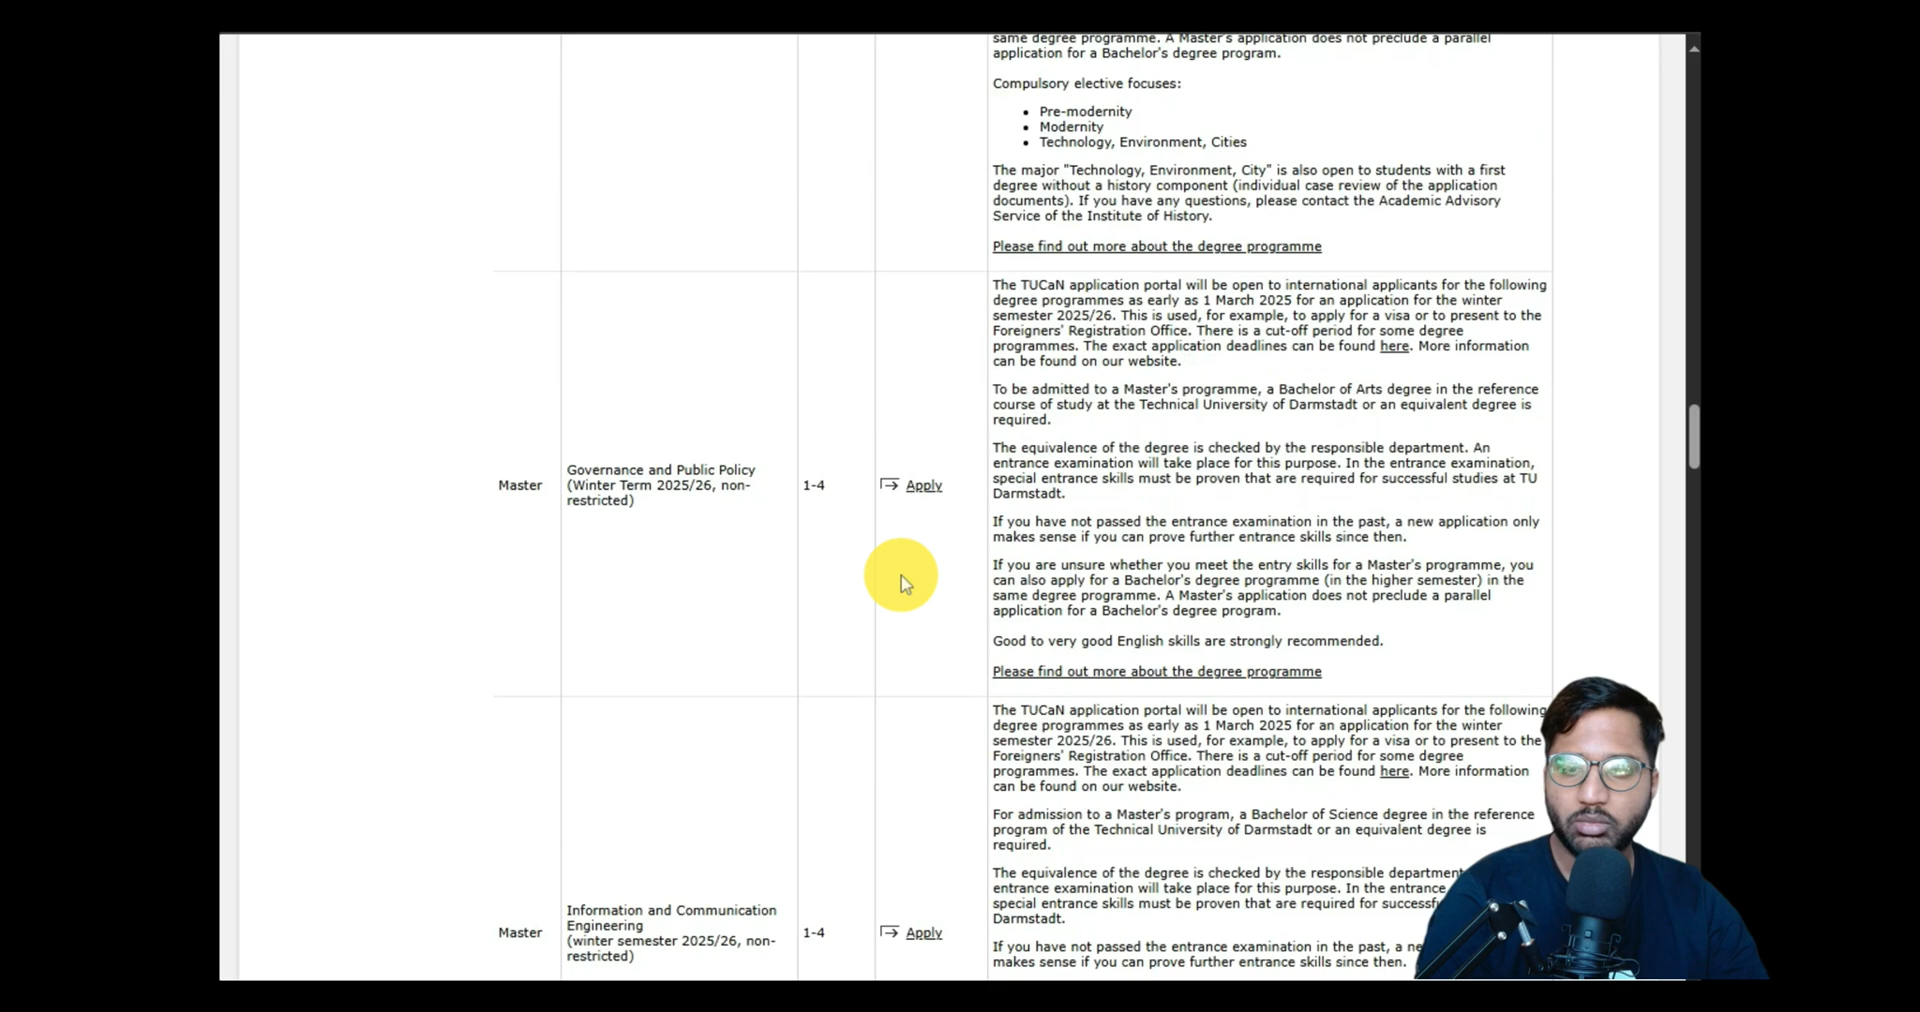 same degree programme. A Master's application does not preclude a parallel
application for a Bachelor's degree program.
Compulsory elective focuses:
• Pre-modernity
• Modernity
• Technology, Environment, Cities
The major "Technology, Environment, City" is also open to students with a first
degree without a history component (individual case review of the application
documents). If you have any questions, please contact the Academic Advisory
Service of the Institute of History.
Please find out more about the degree programme
Master
Governance and Public Policy
(Winter Term 2025/26, non-
restricted)
1-4
Apply
The TUCaN application portal will be open to international applicants for the following
degree programmes as early as 1 March 2025 for an application for the winter
semester 2025/26. This is used, for example, to apply for a visa or to present to the
Foreigners' Registration Office. There is a cut-off period for some degree
programmes. The exact application deadlines can be found here. More information
can be found on our website.
To be admitted to a Master's programme, a Bachelor of Arts degree in the reference
course of study at the Technical University of Darmstadt or an equivalent degree is
required.
The equivalence of the degree is checked by the responsible department. An
entrance examination will take place for this purpose. In the entrance examination,
special entrance skills must be proven that are required for successful studies at TU
Darmstadt.
If you have not passed the entrance examination in the past, a new application only
makes sense if you can prove further entrance skills since then.
If you are unsure whether you meet the entry skills for a Master's programme, you
can also apply for a Bachelor's degree programme (in the higher semester) in the
same degree programme. A Master's application does not preclude a parallel
application for a Bachelor's degree program.
Good to very good English skills are strongly recommended.
Please find out more about the degree programme
Master
Information and Communication
Engineering
(winter semester 2025/26, non-
restricted)
1-4
Apply
The TUCaN application portal will be open to international applicants for the following
degree programmes as early as 1 March 2025 for an application for the winter
semester 2025/26. This is used, for example, to apply for a visa or to present to the
Foreigners' Registration Office. There is a cut-off period for some degree
programmes. The exact application deadlines can be found here. More information
can be found on our website.
For admission to a Master's program, a Bachelor of Science degree in the reference
program of the Technical University of Darmstadt or an equivalent degree is
required.
The equivalence of the degree is checked by the responsible department
entrance examination will take place for this purpose. In the entrance
special entrance skills must be proven that are required for
Darmstadt.
If you have not passed the entrance examination in the past, a
makes sense if you can prove further entrance skills since then.